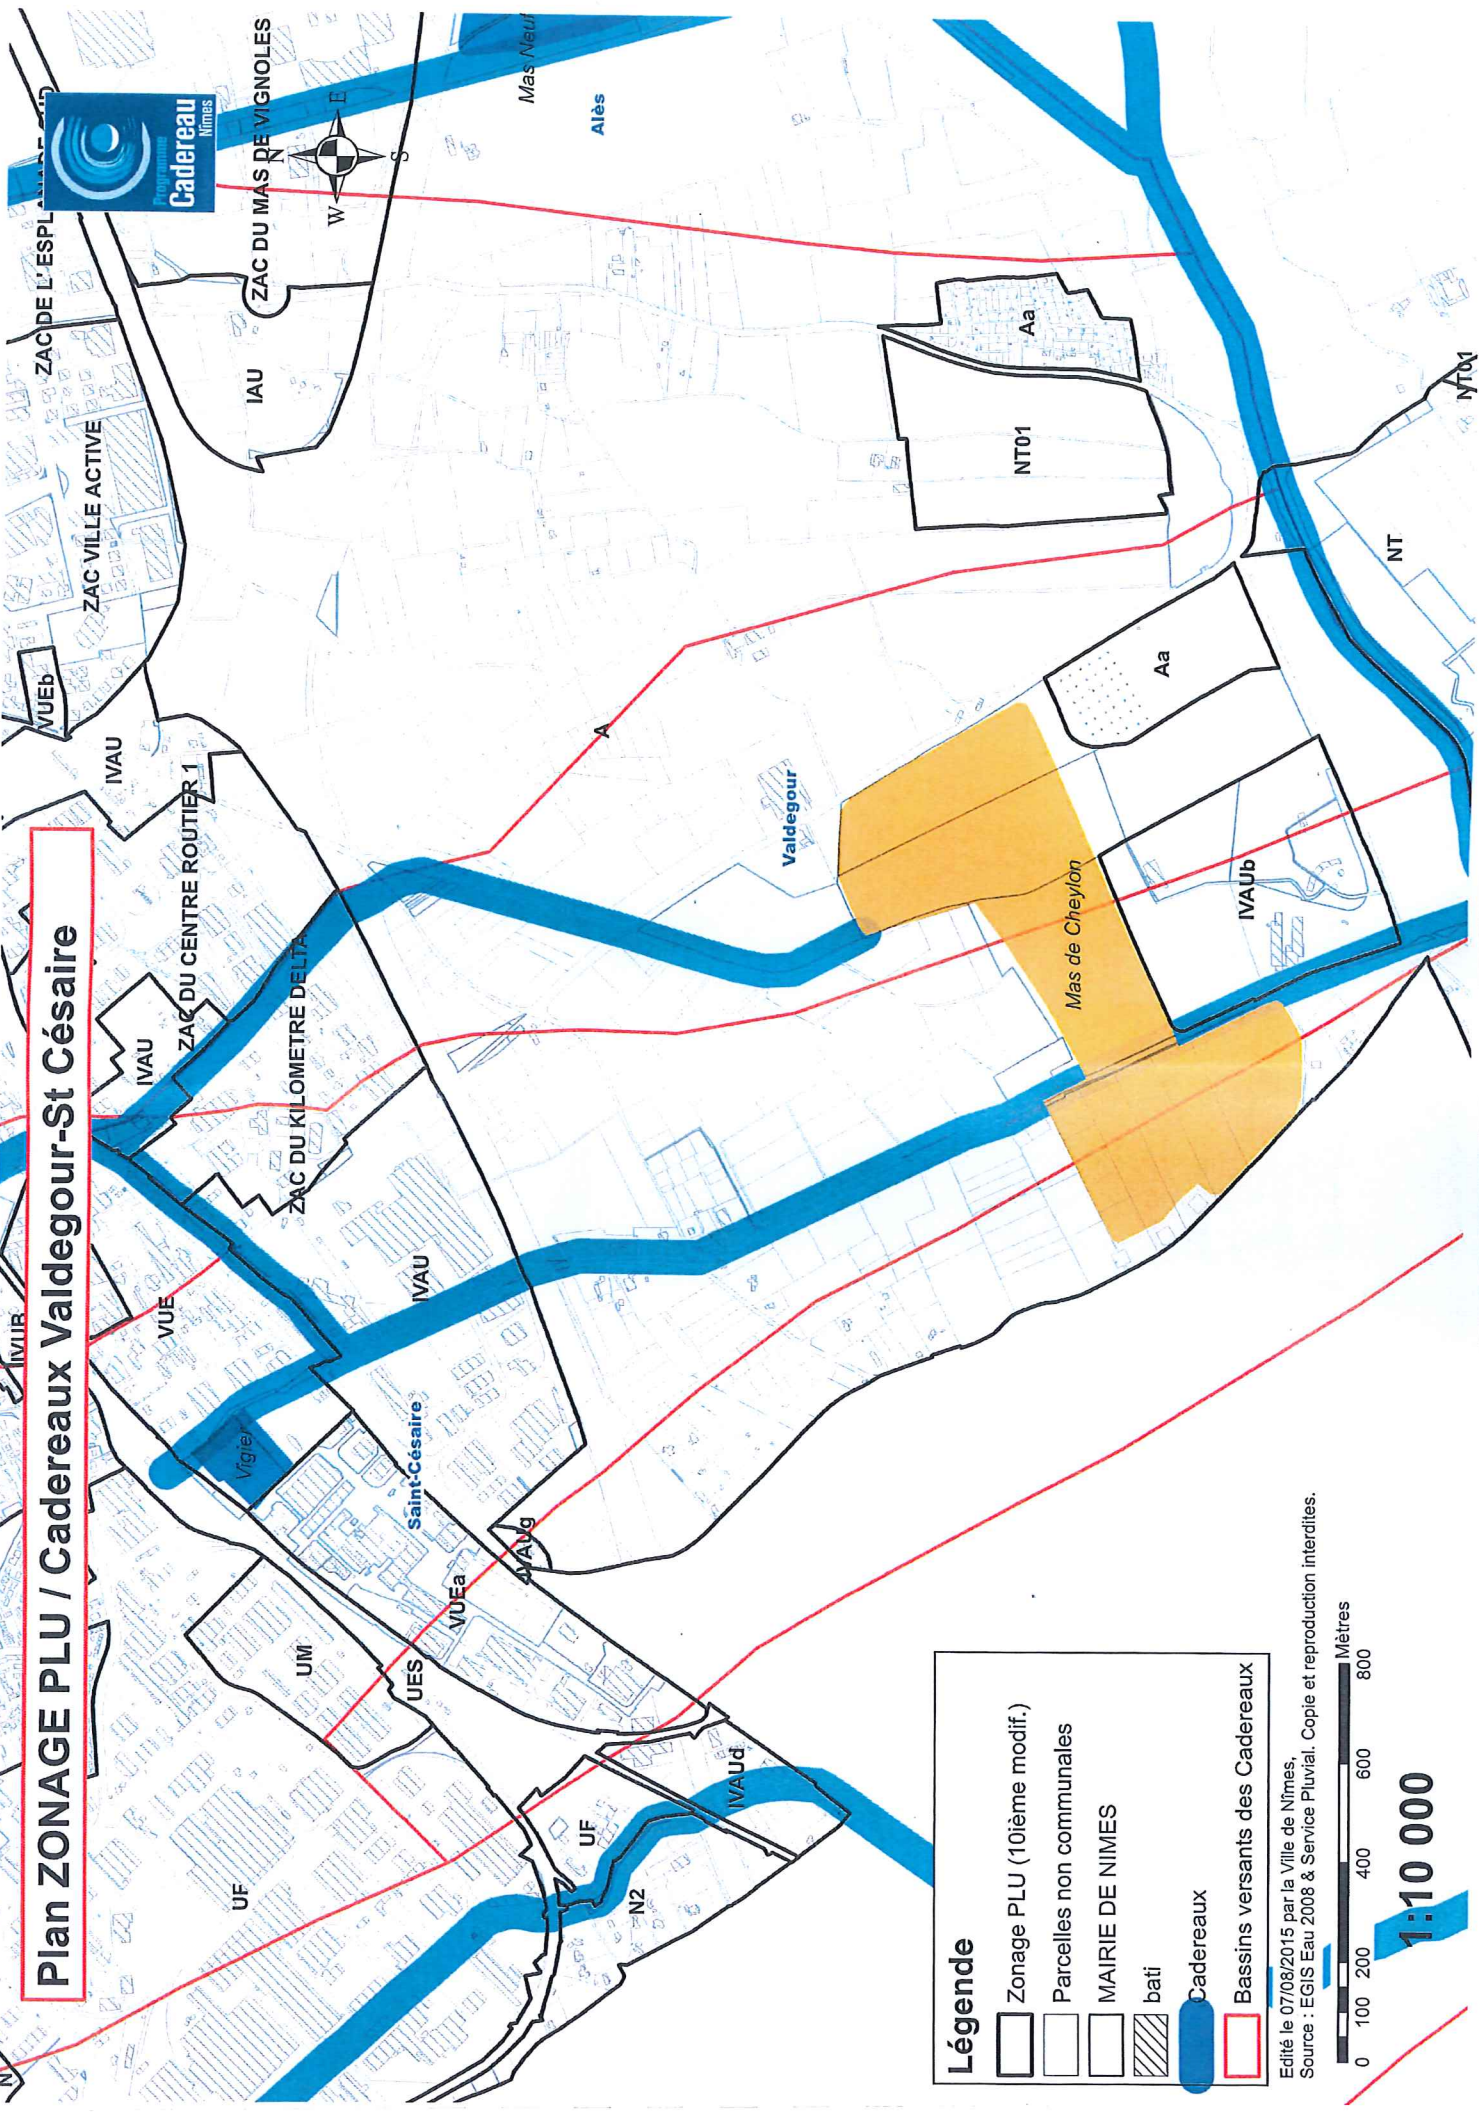 Plan ZONAGE PLU / Cadereaux Valdegour-St Césaire
Programme
Cadereau
Nîmes
N
E
S
W
N
IIVUB
VUE
UF
UM
UES
VUEa
Saint-Césaire
Vigier
IVAU
IVAU
IVAU
VUEb
ZAC DU CENTRE ROUTIER 1
ZAC DU KILOMETRE DELTA
ZAC VILLE ACTIVE
ZAC DE L' ESPLANADE SUD
ZAC DU MAS DE VIGNOLES
IAU
Mas Neuf
Alès
A
Valdegour
Mas de Cheylon
IVAUb
Aa
NT01
Aa
NT
NT01
UF
N2
IVAUd
Légende
Zonage PLU (10ième modif.)
Parcelles non communales
MAIRIE DE NIMES
bati
Cadereaux
Bassins versants des Cadereaux
Edité le 07/08/2015 par la Ville de Nîmes,
Source : EGIS Eau 2008 & Service Pluvial. Copie et reproduction interdites.
0 100 200 400 600 800
Mètres
1:10 000